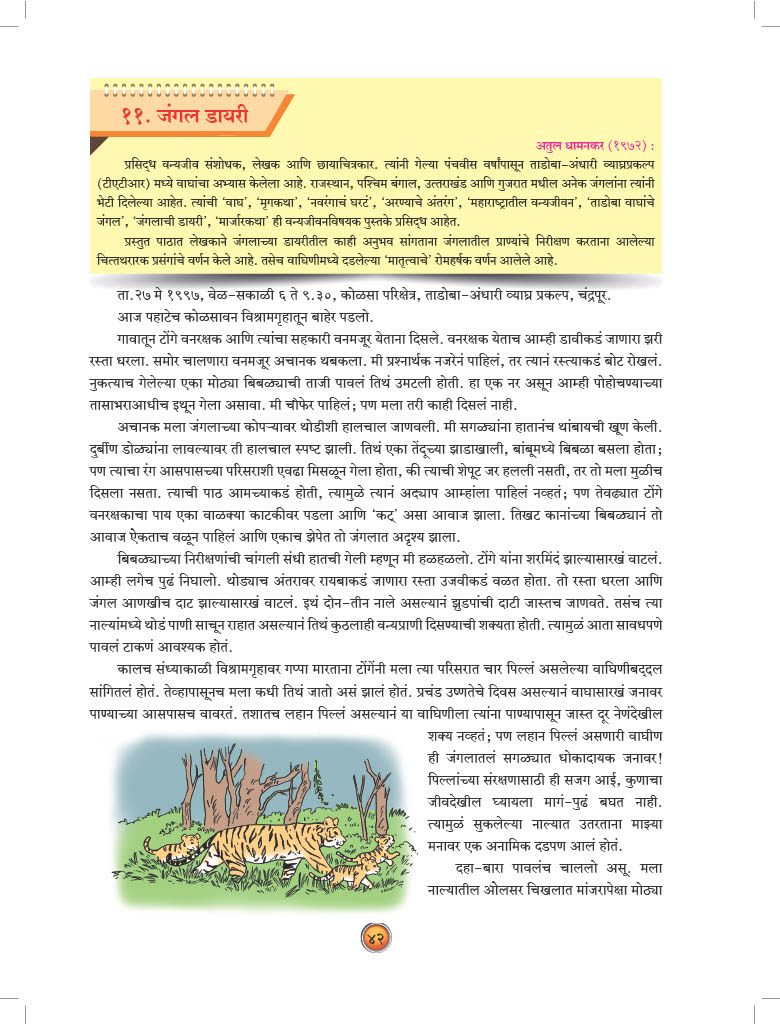 ११. जंगल डायरी
अतुल धामनकर (१९७२) :
प्रसिद्ध वन्यजीव संशोधक, लेखक आणि छायाचित्रकार. त्यांनी गेल्या पंचवीस वर्षांपासून ताडोबा-अंधारी व्याघ्रप्रकल्प
(टीएटीआर) मध्ये वाघांचा अभ्यास केलेला आहे. राजस्थान, पश्चिम बंगाल, उत्तराखंड आणि गुजरात मधील अनेक जंगलांना त्यांनी
भेटी दिलेल्या आहेत. त्यांची ‘वाघ’, ‘मृगकथा’, ‘नवरंगाचं घरटं’, ‘अरण्याचे अंतरंग’, ‘महाराष्ट्रातील वन्यजीवन’, ‘ताडोबा वाघांचे
जंगल’, ‘जंगलाची डायरी’, ‘मार्जारकथा’ ही वन्यजीवनविषयक पुस्तके प्रसिद्ध आहेत.
प्रस्तुत पाठात लेखकाने जंगलाच्या डायरीतील काही अनुभव सांगताना जंगलातील प्राण्यांचे निरीक्षण करताना आलेल्या
चित्तथरारक प्रसंगांचे वर्णन केले आहे. तसेच वाघिणीमध्ये दडलेल्या ‘मातृत्वाचे’ रोमहर्षक वर्णन आलेले आहे.
ता.२७ मे १९९७, वेळ-सकाळी ६ ते ९.३०, कोळसा परिक्षेत्र, ताडोबा-अंधारी व्याघ्र प्रकल्प, चंद्रपूर.
आज पहाटेच कोळसावन विश्रामगृहातून बाहेर पडलो.
गावातून टोंगे वनरक्षक आणि त्यांचा सहकारी वनमजूर येताना दिसले. वनरक्षक येताच आम्ही डावीकडं जाणारा झरी
रस्ता धरला. समोर चालणारा वनमजूर अचानक थबकला. मी प्रश्नार्थक नजरेनं पाहिलं, तर त्यानं रस्त्याकडं बोट रोखलं.
नुकत्याच गेलेल्या एका मोठ्या बिबळ्याची ताजी पावलं तिथं उमटली होती. हा एक नर असून आम्ही पोहोचण्याच्या
तासाभराआधीच इथून गेला असावा. मी चौफेर पाहिलं; पण मला तरी काही दिसलं नाही.
अचानक मला जंगलाच्या कोपऱ्यावर थोडीशी हालचाल जाणवली. मी सगळ्यांना हातानंच थांबायची खूण केली.
दुर्बीण डोळ्यांना लावल्यावर ती हालचाल स्पष्ट झाली. तिथं एका तेंदूच्या झाडाखाली, बांबूमध्ये बिबळा बसला होता;
पण त्याचा रंग आसपासच्या परिसराशी एवढा मिसळून गेला होता, की त्याची शेपूट जर हलली नसती, तर तो मला मुळीच
दिसला नसता. त्याची पाठ आमच्याकडं होती, त्यामुळे त्यानं अद्याप आम्हांला पाहिलं नव्हतं; पण तेवढ्यात टोंगे
वनरक्षकाचा पाय एका वाळक्या काटकीवर पडला आणि ‘कट्’ असा आवाज झाला. तिखट कानांच्या बिबळ्यानं तो
आवाज ऐकताच वळून पाहिलं आणि एकाच झेपेत तो जंगलात अदृश्य झाला.
बिबळ्याच्या निरीक्षणांची चांगली संधी हातची गेली म्हणून मी हळहळलो. टोंगे यांना शरमिंदं झाल्यासारखं वाटलं.
आम्ही लगेच पुढं निघालो. थोड्याच अंतरावर रायबाकडं जाणारा रस्ता उजवीकडं वळत होता. तो रस्ता धरला आणि
जंगल आणखीच दाट झाल्यासारखं वाटलं. इथं दोन-तीन नाले असल्यानं झुडपांची दाटी जास्तच जाणवते. तसंच त्या
नाल्यांमध्ये थोडं पाणी साचून राहात असल्यानं तिथं कुठलाही वन्यप्राणी दिसण्याची शक्यता होती. त्यामुळं आता सावधपणे
पावलं टाकणं आवश्यक होतं.
कालच संध्याकाळी विश्रामगृहावर गप्पा मारताना टोंगेंनी मला त्या परिसरात चार पिल्लं असलेल्या वाघिणीबद्दल
सांगितलं होतं. तेव्हापासूनच मला कधी तिथं जातो असं झालं होतं. प्रचंड उष्णतेचे दिवस असल्यानं वाघासारखं जनावर
पाण्याच्या आसपासच वावरतं. तशातच लहान पिल्लं असल्यानं या वाघिणीला त्यांना पाण्यापासून जास्त दूर नेणंदेखील
शक्य नव्हतं; पण लहान पिल्लं असणारी वाघीण
ही जंगलातलं सगळ्यात धोकादायक जनावर!
पिल्लांच्या संरक्षणासाठी ही सजग आई, कुणाचा
जीवदेखील घ्यायला मागं-पुढं बघत नाही.
त्यामुळं सुकलेल्या नाल्यात उतरताना माझ्या
मनावर एक अनामिक दडपण आलं होतं.
दहा-बारा पावलंच चाललो असू. मला
नाल्यातील ओलसर चिखलात मांजरापेक्षा मोठ्या
४२